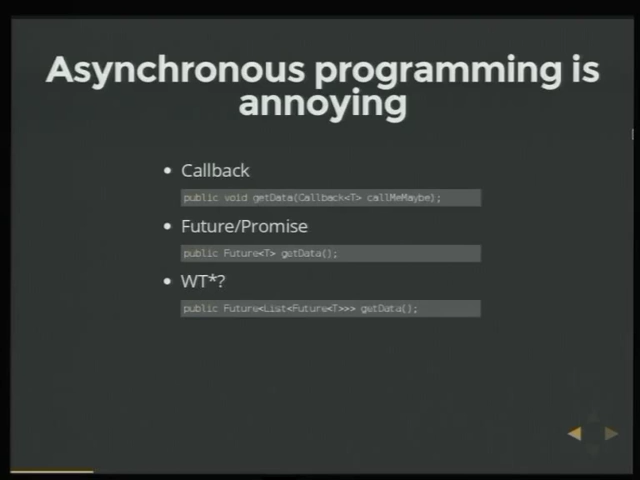 Asynchronous programming is
annoying
• Callback
public void getData(Callback<T> callMeMaybe);
• Future/Promise
public Future<T> getData();
• WT*?
public Future<List<Future<T>>> getData();